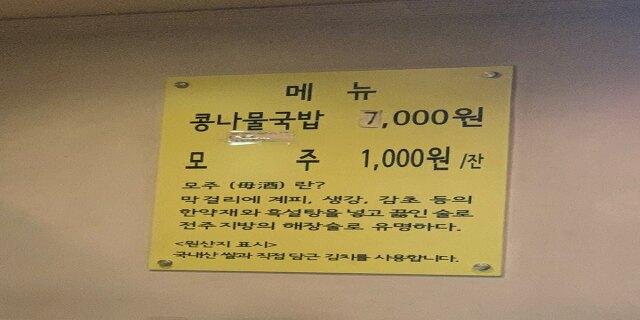 메 뉴
콩나물국밥 7,000원
모 주 1,000원 /잔
모주 (母酒) 란?
막걸리에 계피, 생강, 감초 등의
한약재와 흑설탕을 넣고 끓인 술로
전주지방의 해장술로 유명하다.
<원산지 표시>
국내산 쌀과 직접 담근 김치를 사용합니다.